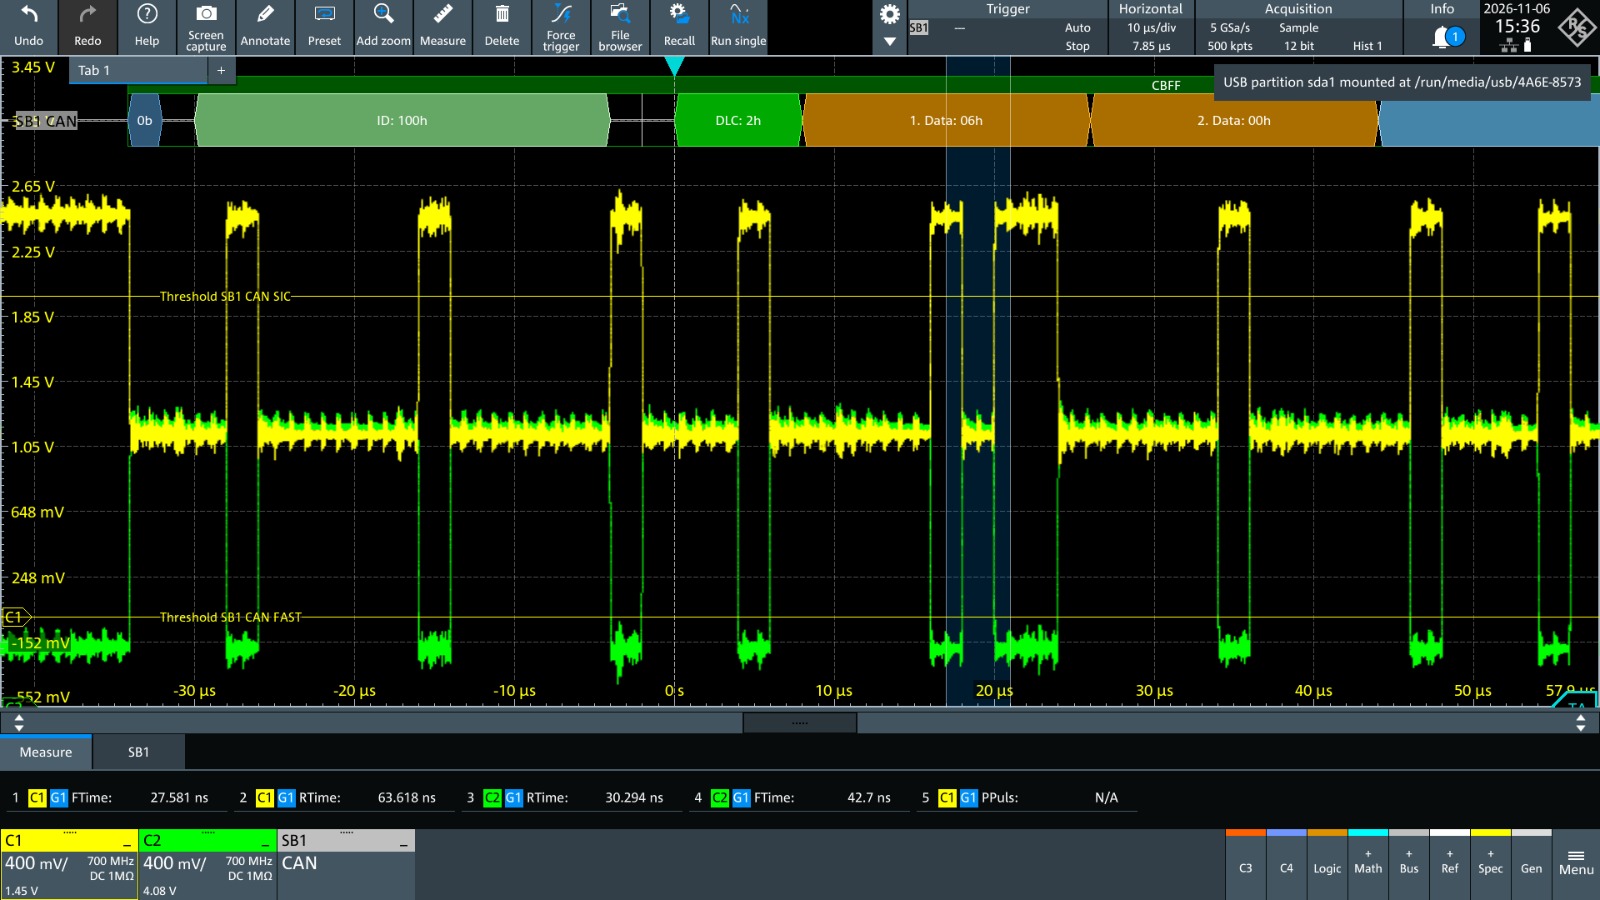 Undo
Redo
Help
Screen capture
Annotate
Preset
Add zoom
Measure
Delete
Force trigger
File browser
Recall
Nx
Run single
SB1
Trigger
Auto
Stop
Horizontal
10 µs/div
7.85 µs
Acquisition
5 GSa/s Sample
500 kpts 12 bit Hist 1
Info
1
2026-11-06
15:36
R S
3.45 V
Tab 1 +
CBFF
USB partition sda1 mounted at /run/media/usb/4A6E-8573
SB1 CAN
0b
ID: 100h
DLC: 2h
1. Data: 06h
2. Data: 00h
2.65 V
2.25 V
Threshold SB1 CAN SIC
1.85 V
1.45 V
1.05 V
648 mV
248 mV
C1
Threshold SB1 CAN FAST
-152 mV
-552 mV
-30 µs -20 µs -10 µs 0 s 10 µs 20 µs 30 µs 40 µs 50 µs 57.9 µs
C2
TA
Measure SB1
1 C1 G1 FTime: 27.581 ns 2 C1 G1 RTime: 63.618 ns 3 C2 G1 RTime: 30.294 ns 4 C2 G1 FTime: 42.7 ns 5 C1 G1 PPuls: N/A
C1
400 mV/ 700 MHz
DC 1MΩ
1.45 V
C2
400 mV/ 700 MHz
DC 1MΩ
4.08 V
SB1
CAN
C3
C4
Logic
+ Math
+ Bus
+ Ref
+ Spec
Gen
Menu